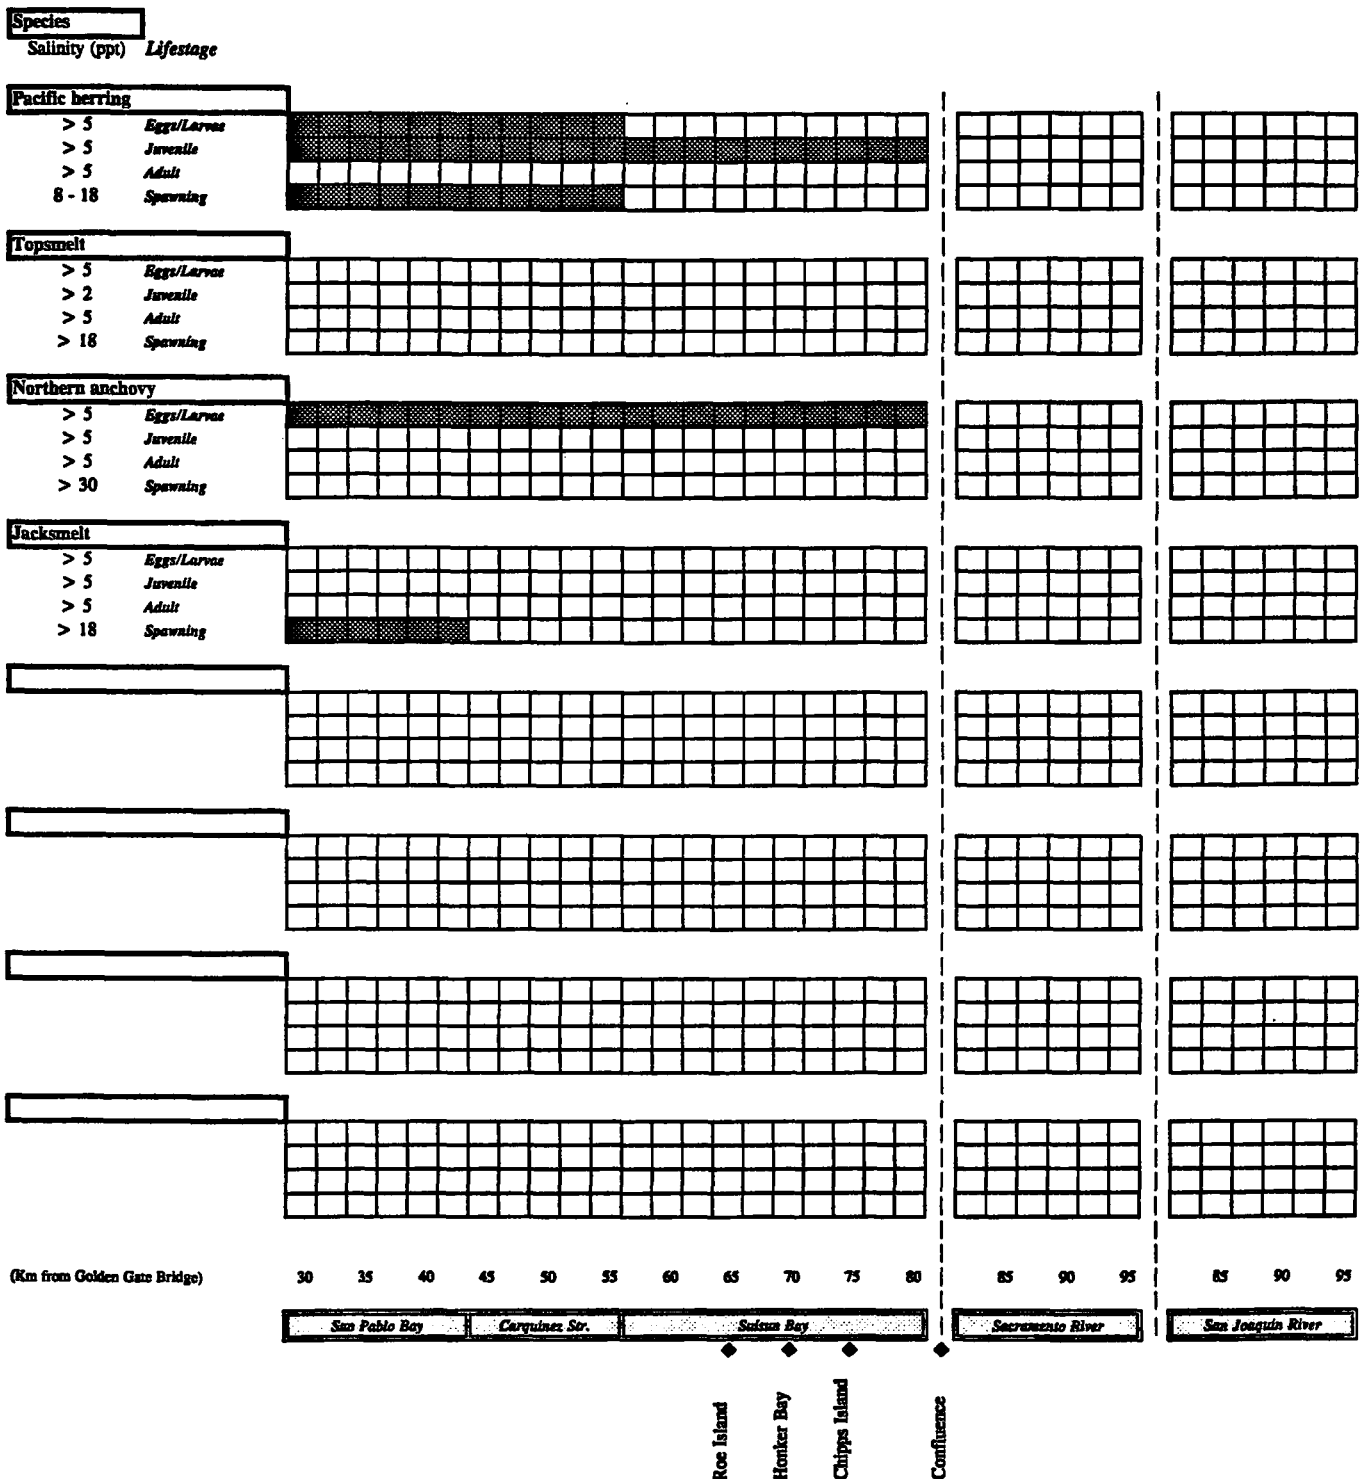 Species
Salinity (ppt) Lifestage
Pacific herring
> 5 Eggs/Larvae
> 5 Juvenile
> 5 Adult
8 - 18 Spawning
Topsmelt
> 5 Eggs/Larvae
> 2 Juvenile
> 5 Adult
> 18 Spawning
Northern anchovy
> 5 Eggs/Larvae
> 5 Juvenile
> 5 Adult
> 30 Spawning
Jacksmelt
> 5 Eggs/Larvae
> 5 Juvenile
> 5 Adult
> 18 Spawning
(Km from Golden Gate Bridge) 30 35 40 45 50 55 60 65 70 75 80 85 90 95 85 90 95
San Pablo Bay Carquinez Str. Suisun Bay Sacramento River San Joaquin River
Roe Island
Honker Bay
Chipps Island
Confluence